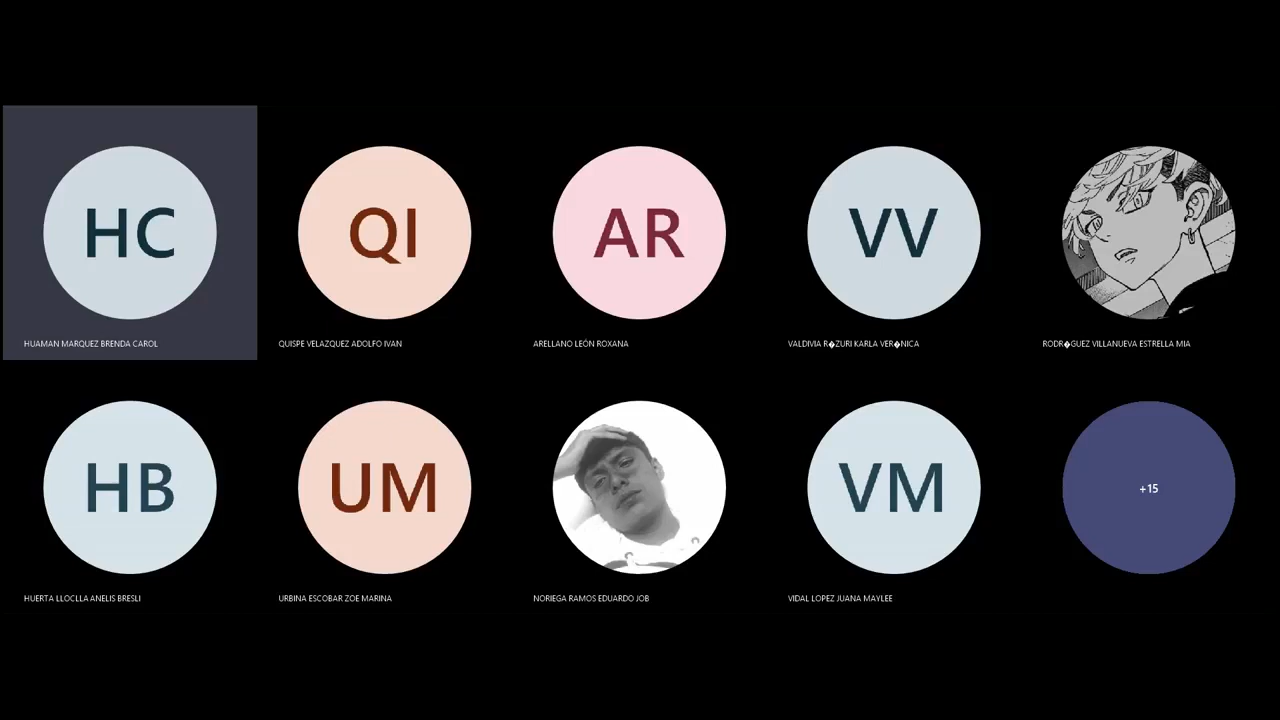 HC
QI
AR
VV
HUAMAN MARQUEZ BRENDA CAROL
QUISPE VELAZQUEZ ADOLFO IVAN
ARELLANO LEÓN ROXANA
VALDIVIA R�ZURI KARLA VER�NICA
RODR�GUEZ VILLANUEVA ESTRELLA MIA
HB
UM
VM
+15
HUERTA LLOCLLA ANELIS BRESLI
URBINA ESCOBAR ZOE MARINA
NORIEGA RAMOS EDUARDO JOB
VIDAL LOPEZ JUANA MAYLEE